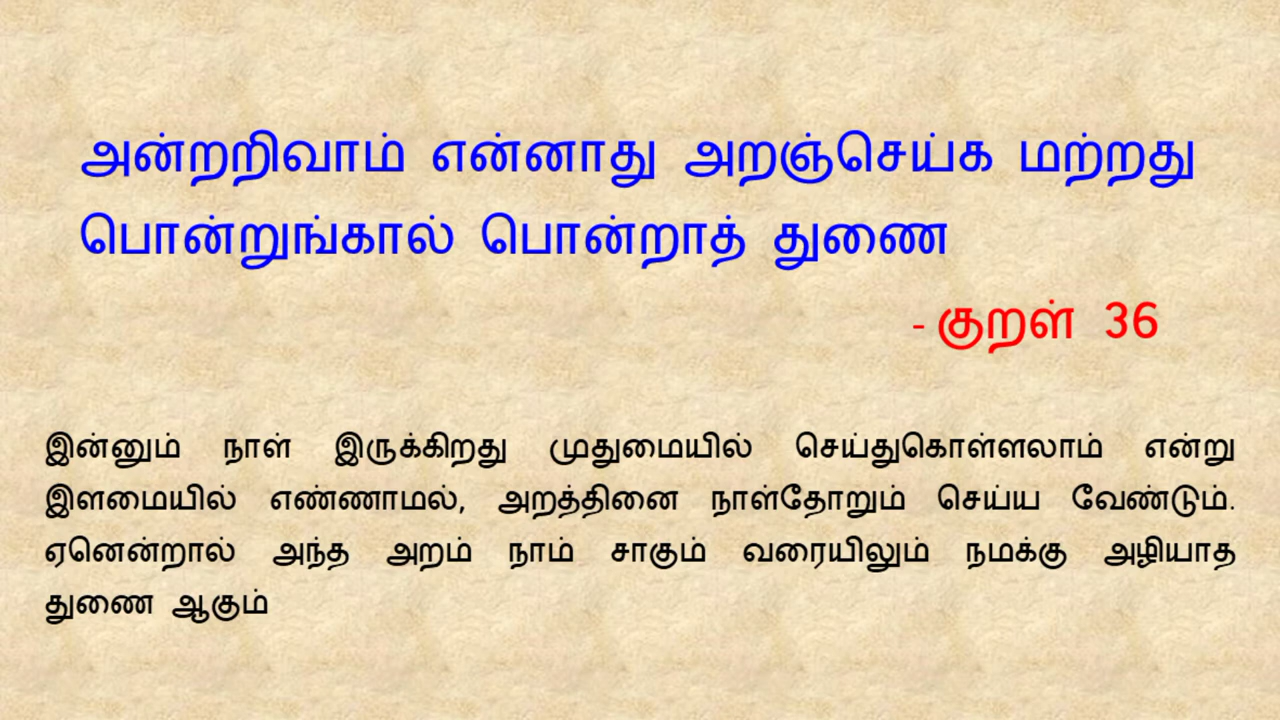 அன்றறிவாம் என்னாது அறஞ்செய்க மற்றது
பொன்றுங்கால் பொன்றாத் துணை
- குறள் 36
இன்னும் நாள் இருக்கிறது முதுமையில் செய்துகொள்ளலாம் என்று
இளமையில் எண்ணாமல், அறத்தினை நாள்தோறும் செய்ய வேண்டும்.
ஏனென்றால் அந்த அறம் நாம் சாகும் வரையிலும் நமக்கு அழியாத
துணை ஆகும்